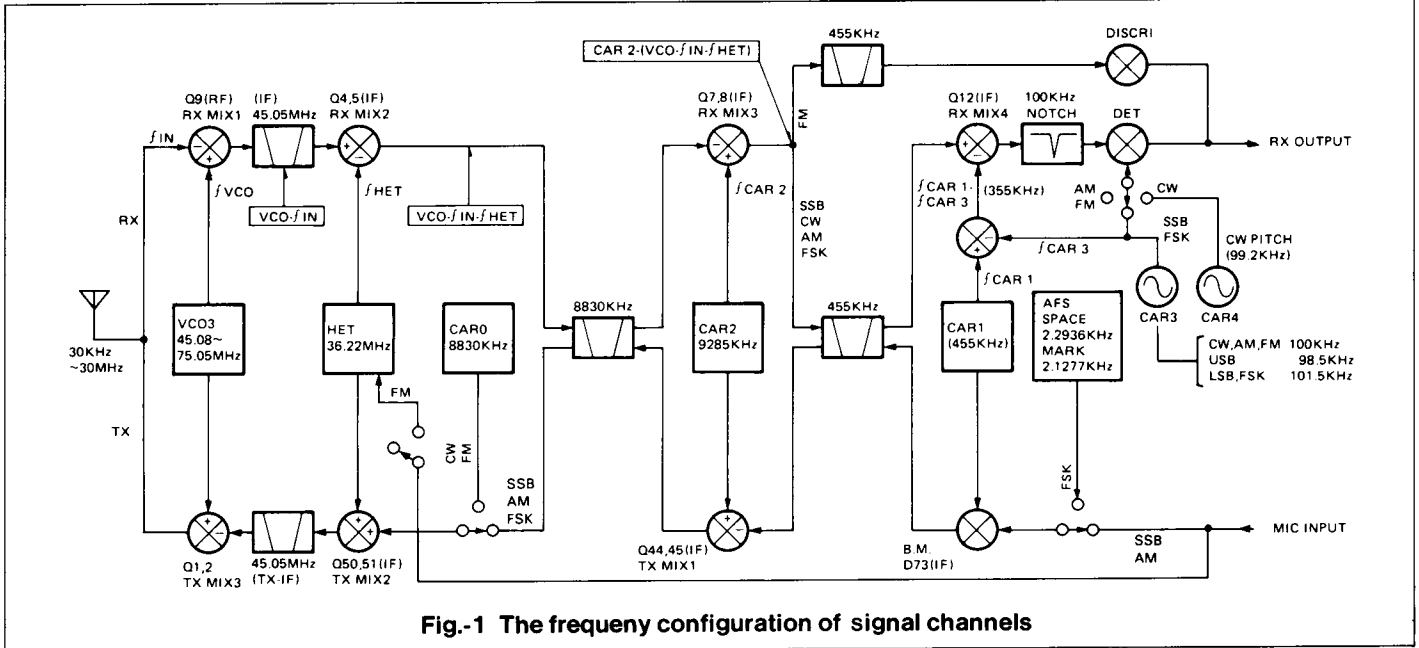 CAR 2-(VCO-ƒIN-ƒHET)
455KHz
DISCRI
FM
Q9(RF)
RX MIX1
(IF)
45.05MHz
Q4,5(IF)
RX MIX2
Q7,8(IF)
RX MIX3
Q12(IF)
RX MIX4
100KHz
NOTCH
DET
ƒIN
RX OUTPUT
ƒVCO
ƒHET
ƒCAR 2
ƒCAR 1-
ƒCAR 3
(355KHz)
AM
FM
CW
RX
VCO-ƒIN
VCO-ƒIN-ƒHET
SSB
CW
AM
FSK
ƒCAR 3
SSB
FSK
CW PITCH
(99.2KHz)
ƒCAR 1
30KHz
~30MHz
VCO3
45.08~
75.05MHz
HET
36.22MHz
CAR0
8830KHz
8830KHz
CAR2
9285KHz
455KHz
CAR1
(455KHz)
AFS
SPACE
2.2936KHz
MARK
2.1277KHz
CAR3
CAR4
CW,AM,FM 100KHz
USB 98.5KHz
LSB,FSK 101.5KHz
FM
TX
CW
FM
SSB
AM
FSK
FSK
MIC INPUT
SSB
AM
Q1,2
TX MIX3
45.05MHz
(TX-IF)
Q50,51(IF)
TX MIX2
Q44,45(IF)
TX MIX1
B.M.
D73(IF)
Fig.-1 The frequeny configuration of signal channels